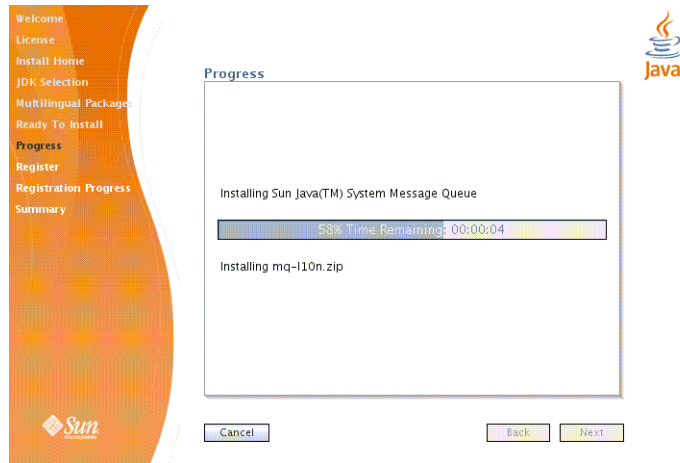 Welcome
License
Install Home
JDK Selection
Multilingual Packages
Ready To Install
Progress
Register
Registration Progress
Summary
Sun
Java
Progress
Installing Sun Java(TM) System Message Queue
58% Time Remaining: 00:00:04
Installing mq-l10n.zip
Cancel
Back
Next